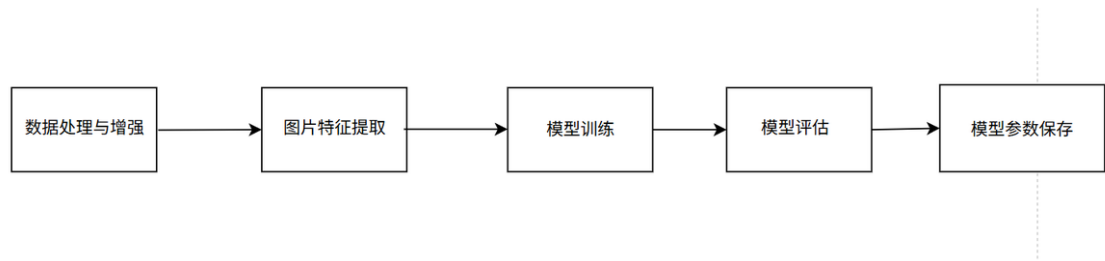 数据处理与增强
图片特征提取
模型训练
模型评估
模型参数保存